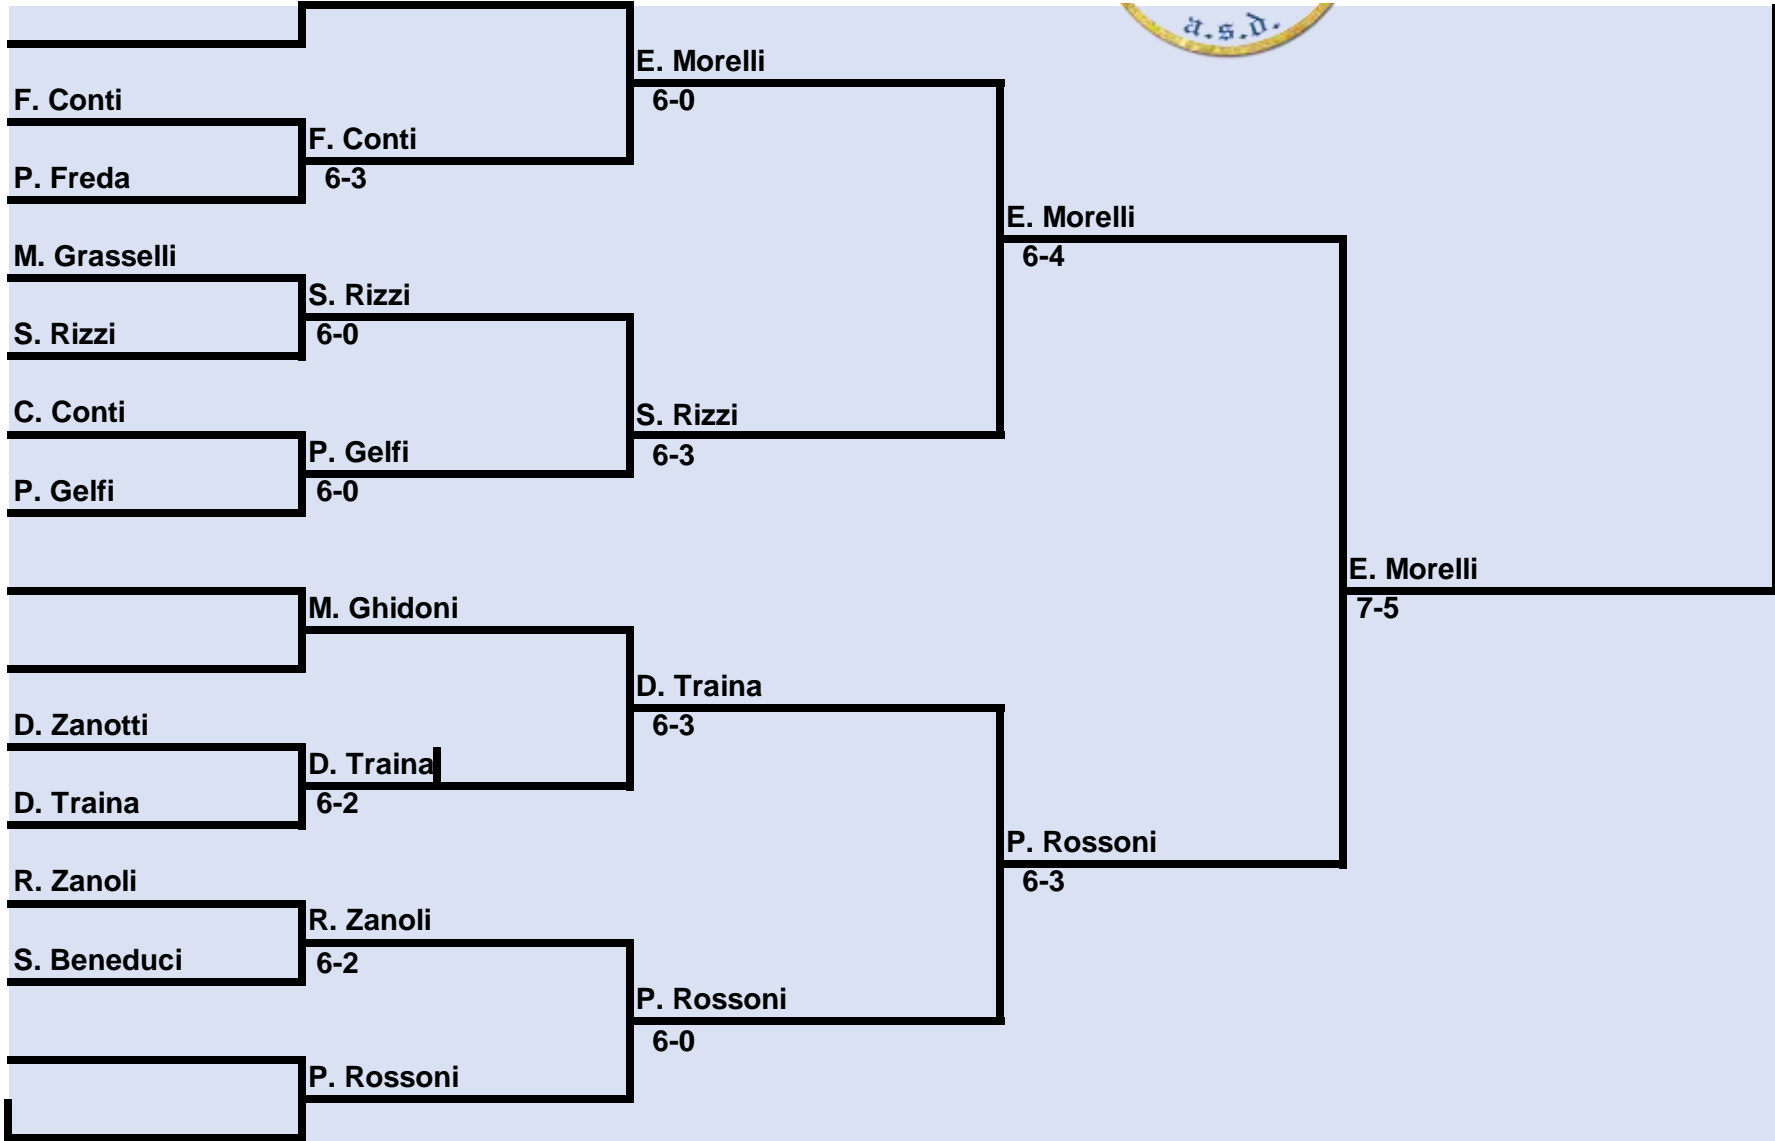 a.s.d.
E. Morelli
6-0
F. Conti
F. Conti
P. Freda
6-3
E. Morelli
M. Grasselli
6-4
S. Rizzi
S. Rizzi
6-0
C. Conti
S. Rizzi
P. Gelfi
6-3
P. Gelfi
6-0
E. Morelli
M. Ghidoni
7-5
D. Traina
D. Zanotti
6-3
D. Traina
D. Traina
6-2
P. Rossoni
R. Zanoli
6-3
R. Zanoli
S. Beneduci
6-2
P. Rossoni
6-0
P. Rossoni